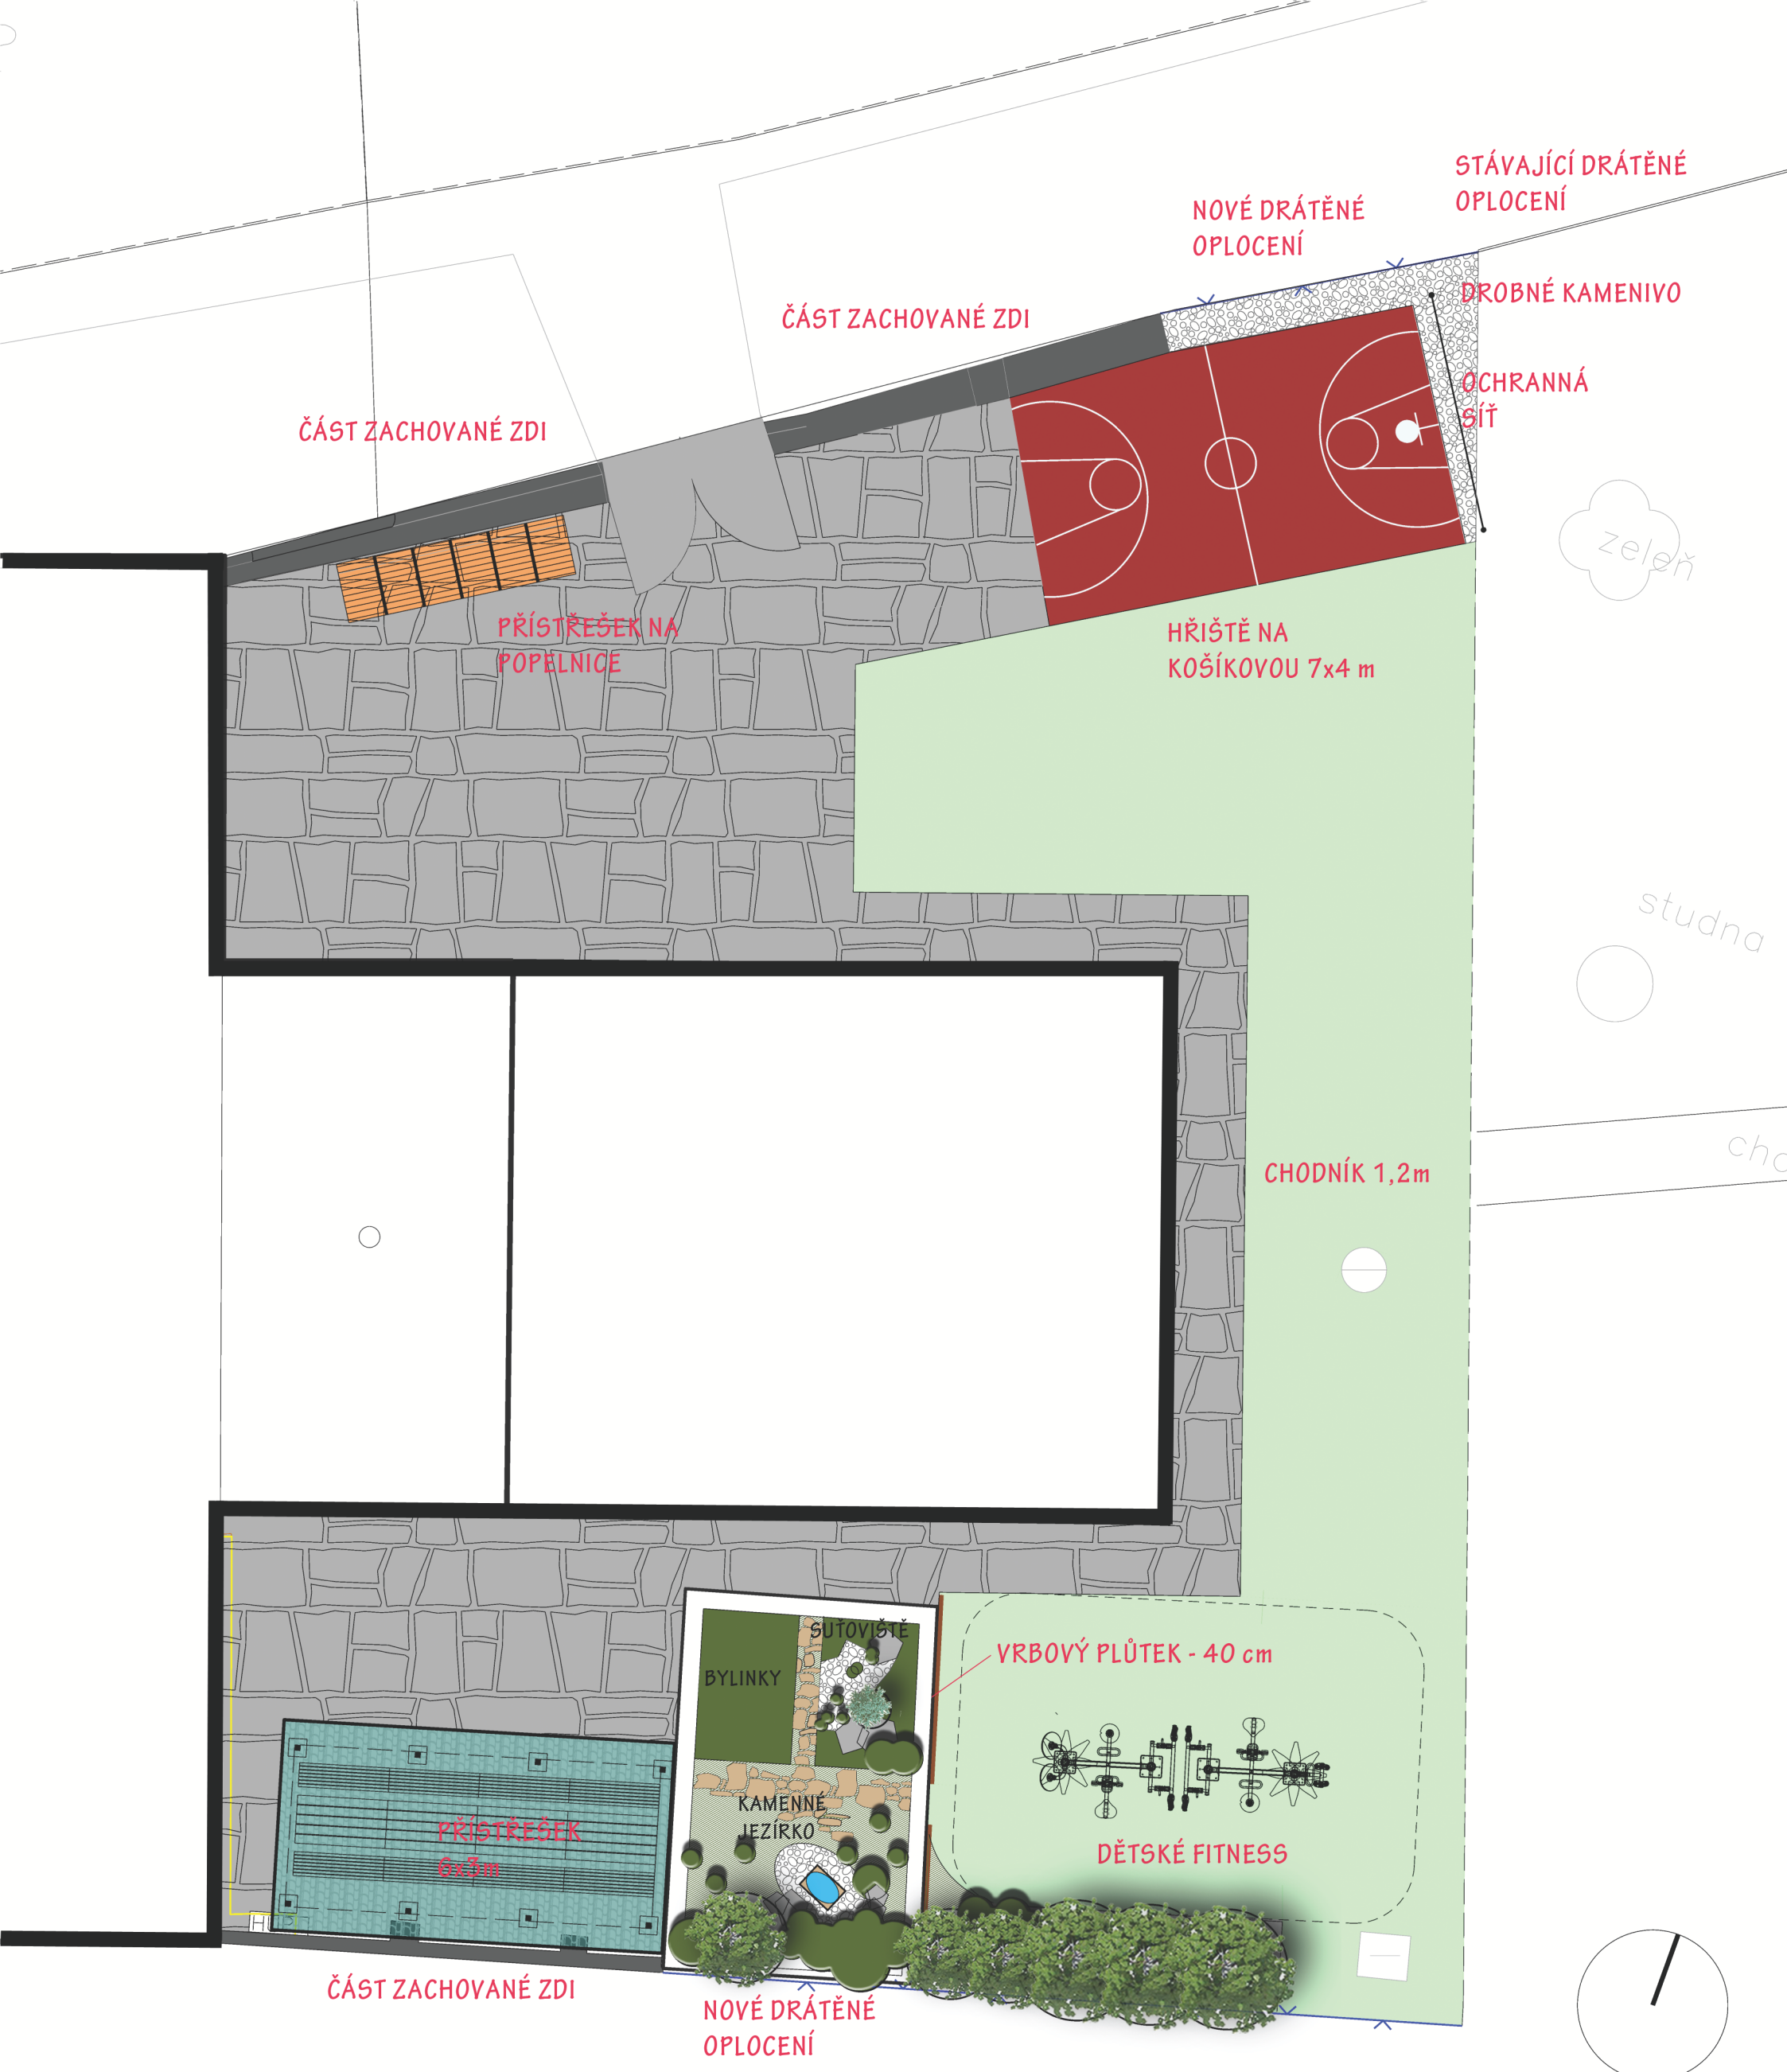 STÁVAJÍCÍ DRÁTĚNÉ
OPLOCENÍ
NOVÉ DRÁTĚNÉ
OPLOCENÍ
DROBNÉ KAMENIVO
ČÁST ZACHOVANÉ ZDI
OCHRANNÁ
SÍŤ
ČÁST ZACHOVANÉ ZDI
zeleň
PŘÍSTŘEŠEK NA
POPELNICE
HŘIŠTĚ NA
KOŠÍKOVOU 7x4 m
studna
CHODNÍK 1,2m
SUŤOVIŠTĚ
VRBOVÝ PLŮTEK - 40 cm
BYLINKY
KAMENNÉ
JEZÍRKO
PŘÍSTŘEŠEK
6x3m
DĚTSKÉ FITNESS
ČÁST ZACHOVANÉ ZDI
NOVÉ DRÁTĚNÉ
OPLOCENÍ